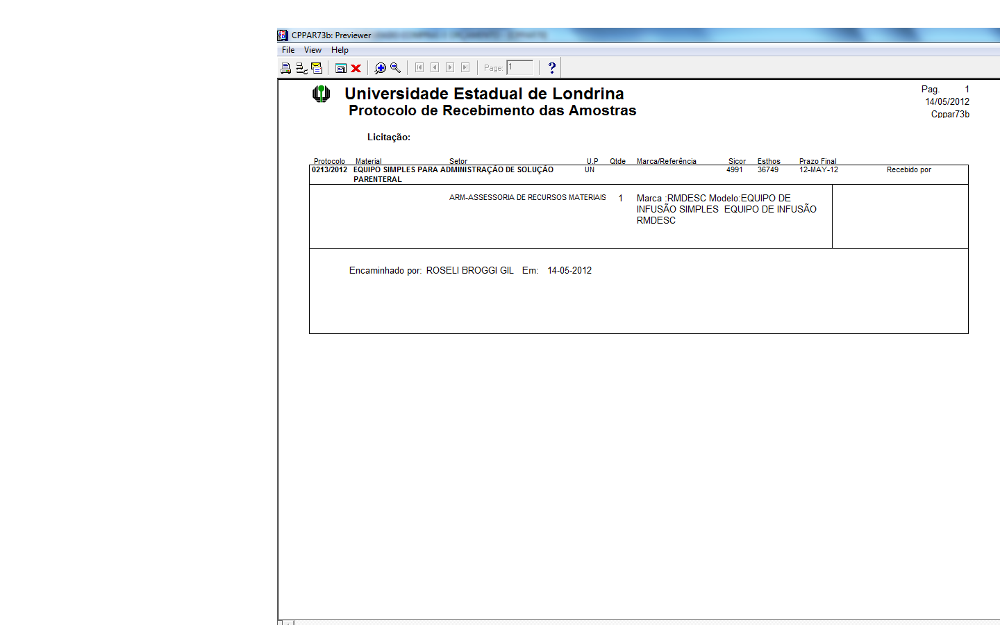 CPPAR73b: Previewer
File View Help
Page: 1
Universidade Estadual de Londrina
Pag. 1
Protocolo de Recebimento das Amostras
14/05/2012
Cppar73b
Licitação:
Protocolo Material Setor U.P Qtde Marca/Referência Sicor Esthos Prazo Final
0213/2012 EQUIPO SIMPLES PARA ADMINISTRAÇÃO DE SOLUÇÃO UN 4991 36749 12-MAY-12 Recebido por
PARENTERAL
ARM-ASSESSORIA DE RECURSOS MATERIAIS 1 Marca :RMDESC Modelo:EQUIPO DE
INFUSÃO SIMPLES EQUIPO DE INFUSÃO
RMDESC
Encaminhado por: ROSELI BROGGI GIL Em: 14-05-2012